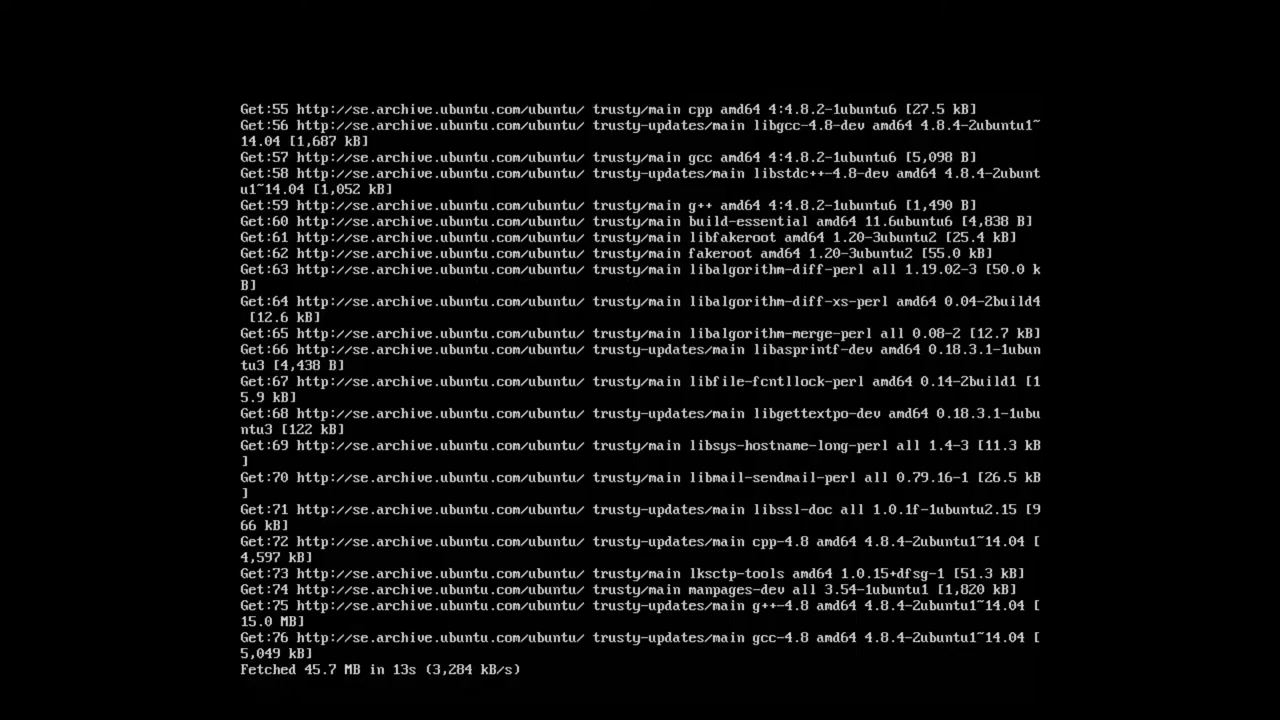 Get:55 http://se.archive.ubuntu.com/ubuntu/ trusty/main cpp amd64 4:4.8.2-1ubuntu6 [27.5 kB]
Get:56 http://se.archive.ubuntu.com/ubuntu/ trusty-updates/main libgcc-4.8-dev amd64 4.8.4-2ubuntu1~
14.04 [1,687 kB]
Get:57 http://se.archive.ubuntu.com/ubuntu/ trusty/main gcc amd64 4:4.8.2-1ubuntu6 [5,098 B]
Get:58 http://se.archive.ubuntu.com/ubuntu/ trusty-updates/main libstdc++-4.8-dev amd64 4.8.4-2ubunt
u1~14.04 [1,052 kB]
Get:59 http://se.archive.ubuntu.com/ubuntu/ trusty/main g++ amd64 4:4.8.2-1ubuntu6 [1,490 B]
Get:60 http://se.archive.ubuntu.com/ubuntu/ trusty/main build-essential amd64 11.6ubuntu6 [4,838 B]
Get:61 http://se.archive.ubuntu.com/ubuntu/ trusty/main libfakeroot amd64 1.20-3ubuntu2 [25.4 kB]
Get:62 http://se.archive.ubuntu.com/ubuntu/ trusty/main fakeroot amd64 1.20-3ubuntu2 [55.0 kB]
Get:63 http://se.archive.ubuntu.com/ubuntu/ trusty/main libalgorithm-diff-perl all 1.19.02-3 [50.0 k
B]
Get:64 http://se.archive.ubuntu.com/ubuntu/ trusty/main libalgorithm-diff-xs-perl amd64 0.04-2build4
 [12.6 kB]
Get:65 http://se.archive.ubuntu.com/ubuntu/ trusty/main libalgorithm-merge-perl all 0.08-2 [12.7 kB]
Get:66 http://se.archive.ubuntu.com/ubuntu/ trusty-updates/main libasprintf-dev amd64 0.18.3.1-1ubun
tu3 [4,438 B]
Get:67 http://se.archive.ubuntu.com/ubuntu/ trusty/main libfile-fcntllock-perl amd64 0.14-2build1 [1
5.9 kB]
Get:68 http://se.archive.ubuntu.com/ubuntu/ trusty-updates/main libgettextpo-dev amd64 0.18.3.1-1ubu
ntu3 [122 kB]
Get:69 http://se.archive.ubuntu.com/ubuntu/ trusty/main libsys-hostname-long-perl all 1.4-3 [11.3 kB
]
Get:70 http://se.archive.ubuntu.com/ubuntu/ trusty/main libmail-sendmail-perl all 0.79.16-1 [26.5 kB
]
Get:71 http://se.archive.ubuntu.com/ubuntu/ trusty-updates/main libssl-doc all 1.0.1f-1ubuntu2.15 [9
66 kB]
Get:72 http://se.archive.ubuntu.com/ubuntu/ trusty-updates/main cpp-4.8 amd64 4.8.4-2ubuntu1~14.04 [
4,597 kB]
Get:73 http://se.archive.ubuntu.com/ubuntu/ trusty/main lksctp-tools amd64 1.0.15+dfsg-1 [51.3 kB]
Get:74 http://se.archive.ubuntu.com/ubuntu/ trusty/main manpages-dev all 3.54-1ubuntu1 [1,820 kB]
Get:75 http://se.archive.ubuntu.com/ubuntu/ trusty-updates/main g++-4.8 amd64 4.8.4-2ubuntu1~14.04 [
15.0 MB]
Get:76 http://se.archive.ubuntu.com/ubuntu/ trusty-updates/main gcc-4.8 amd64 4.8.4-2ubuntu1~14.04 [
5,049 kB]
Fetched 45.7 MB in 13s (3,284 kB/s)